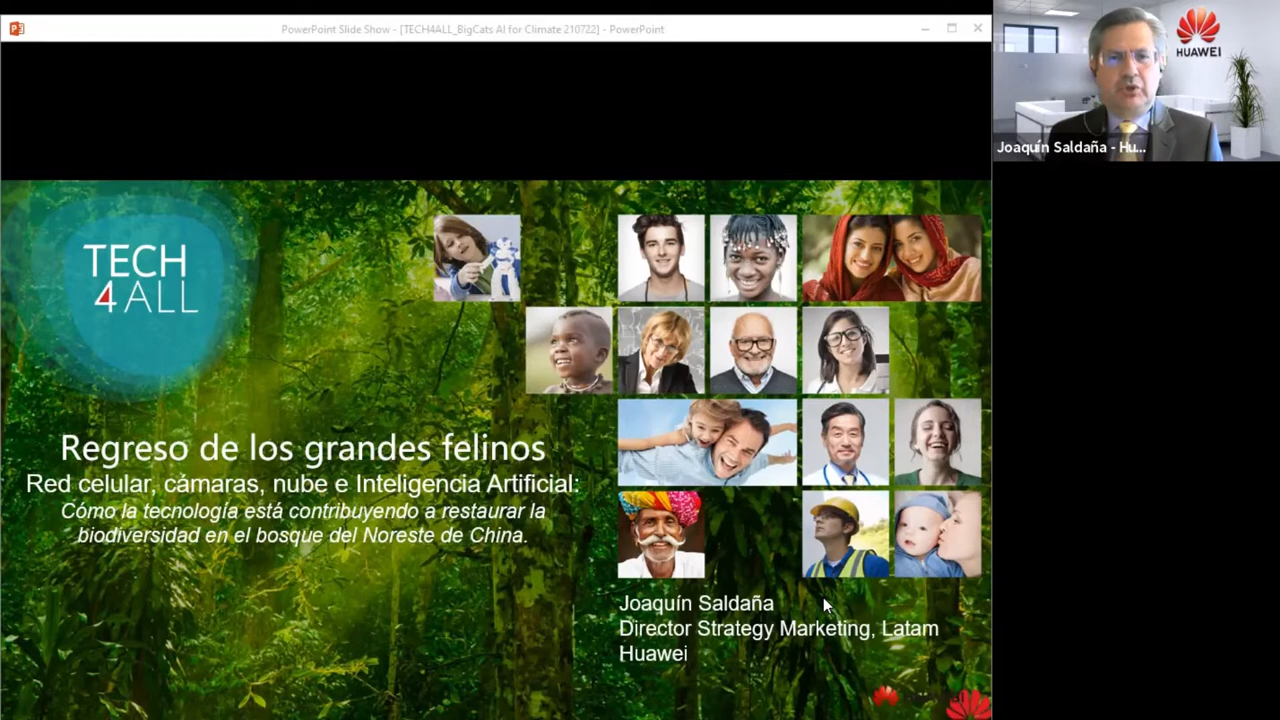 PowerPoint Slide Show - [TECH4ALL_BigCats AI for Climate 210722] - PowerPoint
HUAWEI
Joaquín Saldaña - Hu...
TECH
4ALL
Regreso de los grandes felinos
Red celular, cámaras, nube e Inteligencia Artificial:
Cómo la tecnología está contribuyendo a restaurar la
biodiversidad en el bosque del Noreste de China.
Joaquín Saldaña
Director Strategy Marketing, Latam
Huawei